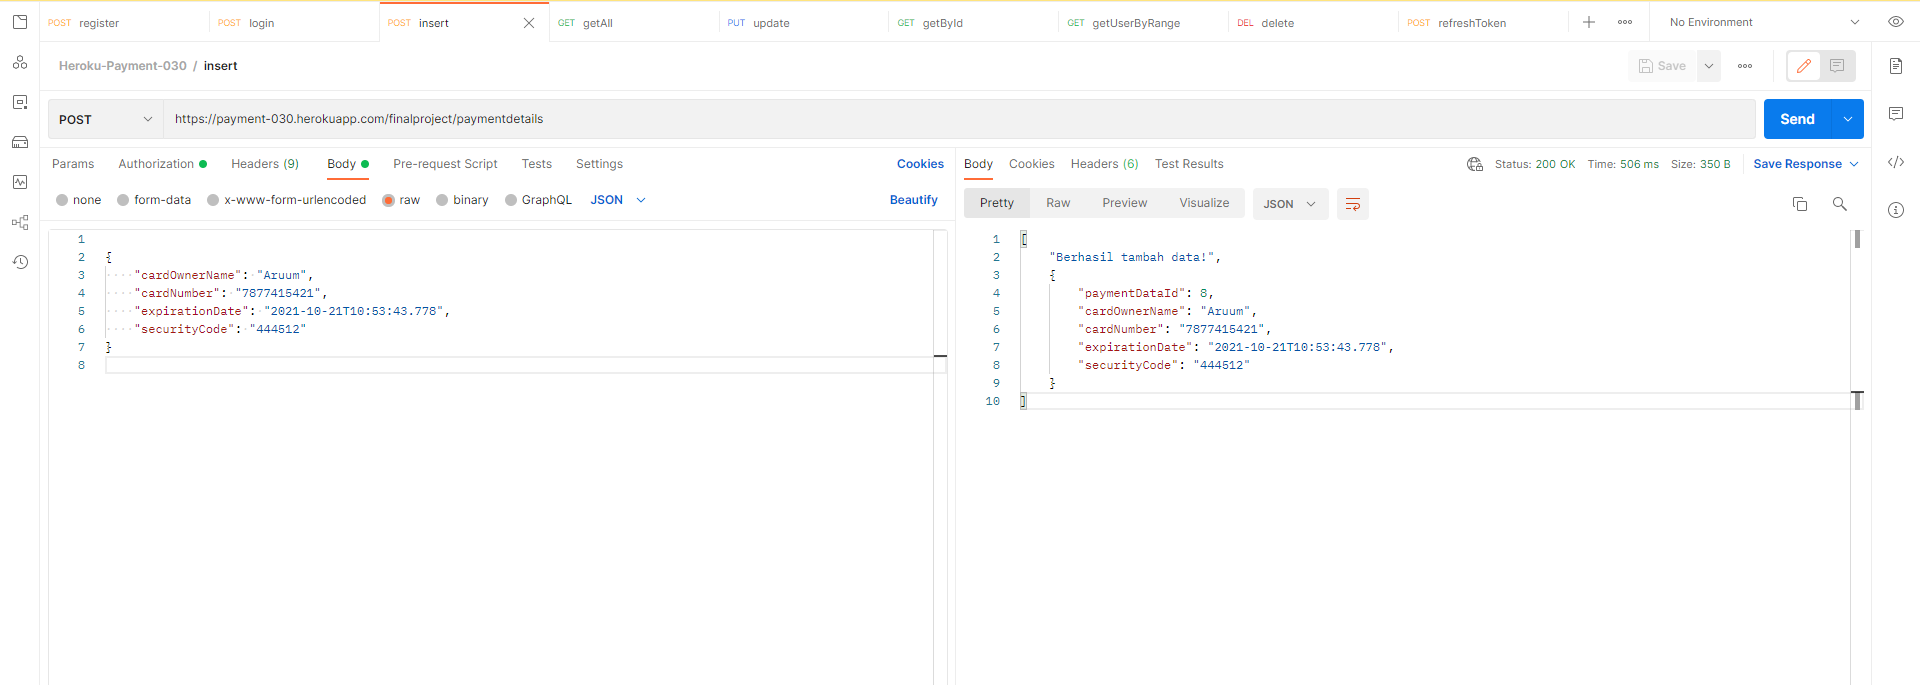 POST register POST login POST insert GET getAll PUT update GET getById GET getUserByRange DEL delete POST refreshToken No Environment
Heroku-Payment-030 / insert Save
POST https://payment-030.herokuapp.com/finalproject/paymentdetails Send
Params Authorization Headers (9) Body Pre-request Script Tests Settings Cookies
none form-data x-www-form-urlencoded raw binary GraphQL JSON Beautify
1
2 {
3 "cardOwnerName": "Aruum",
4 "cardNumber": "7877415421",
5 "expirationDate": "2021-10-21T10:53:43.778",
6 "securityCode": "444512"
7 }
8
Body Cookies Headers (6) Test Results Status: 200 OK Time: 506 ms Size: 350 B Save Response
Pretty Raw Preview Visualize JSON
1 [
2 "Berhasil tambah data!",
3 {
4 "paymentDataId": 8,
5 "cardOwnerName": "Aruum",
6 "cardNumber": "7877415421",
7 "expirationDate": "2021-10-21T10:53:43.778",
8 "securityCode": "444512"
9 }
10 ]